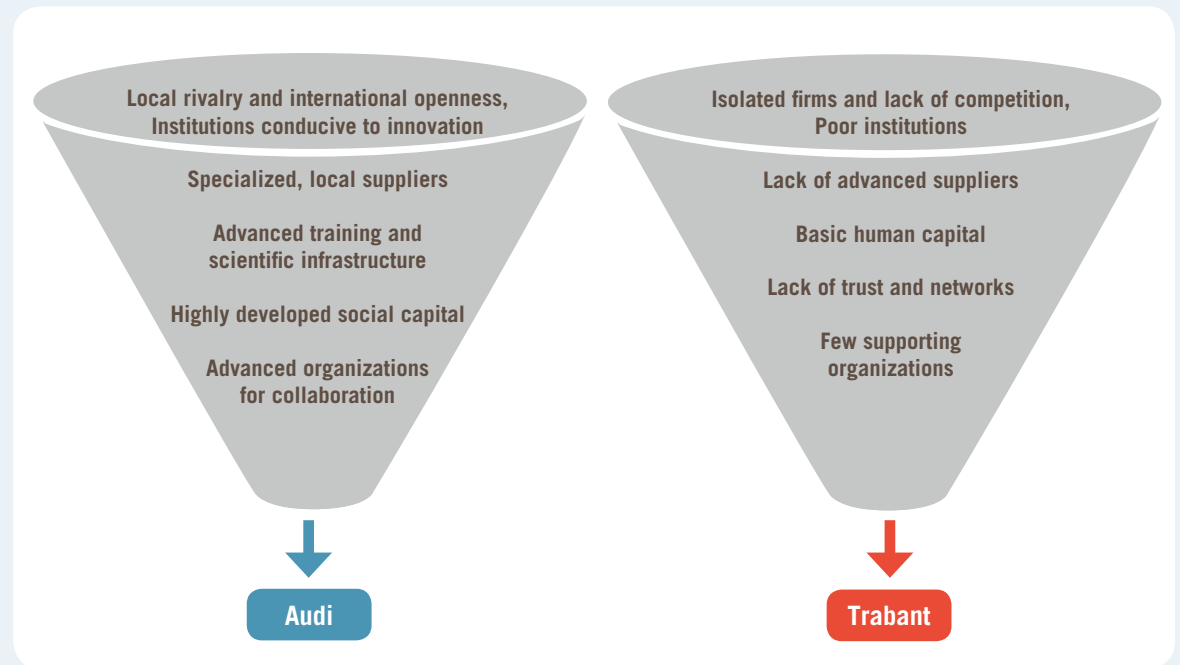 Local rivalry and international openness,
Institutions conducive to innovation
Specialized, local suppliers
Advanced training and
scientific infrastructure
Highly developed social capital
Advanced organizations
for collaboration
Audi
Isolated firms and lack of competition,
Poor institutions
Lack of advanced suppliers
Basic human capital
Lack of trust and networks
Few supporting
organizations
Trabant